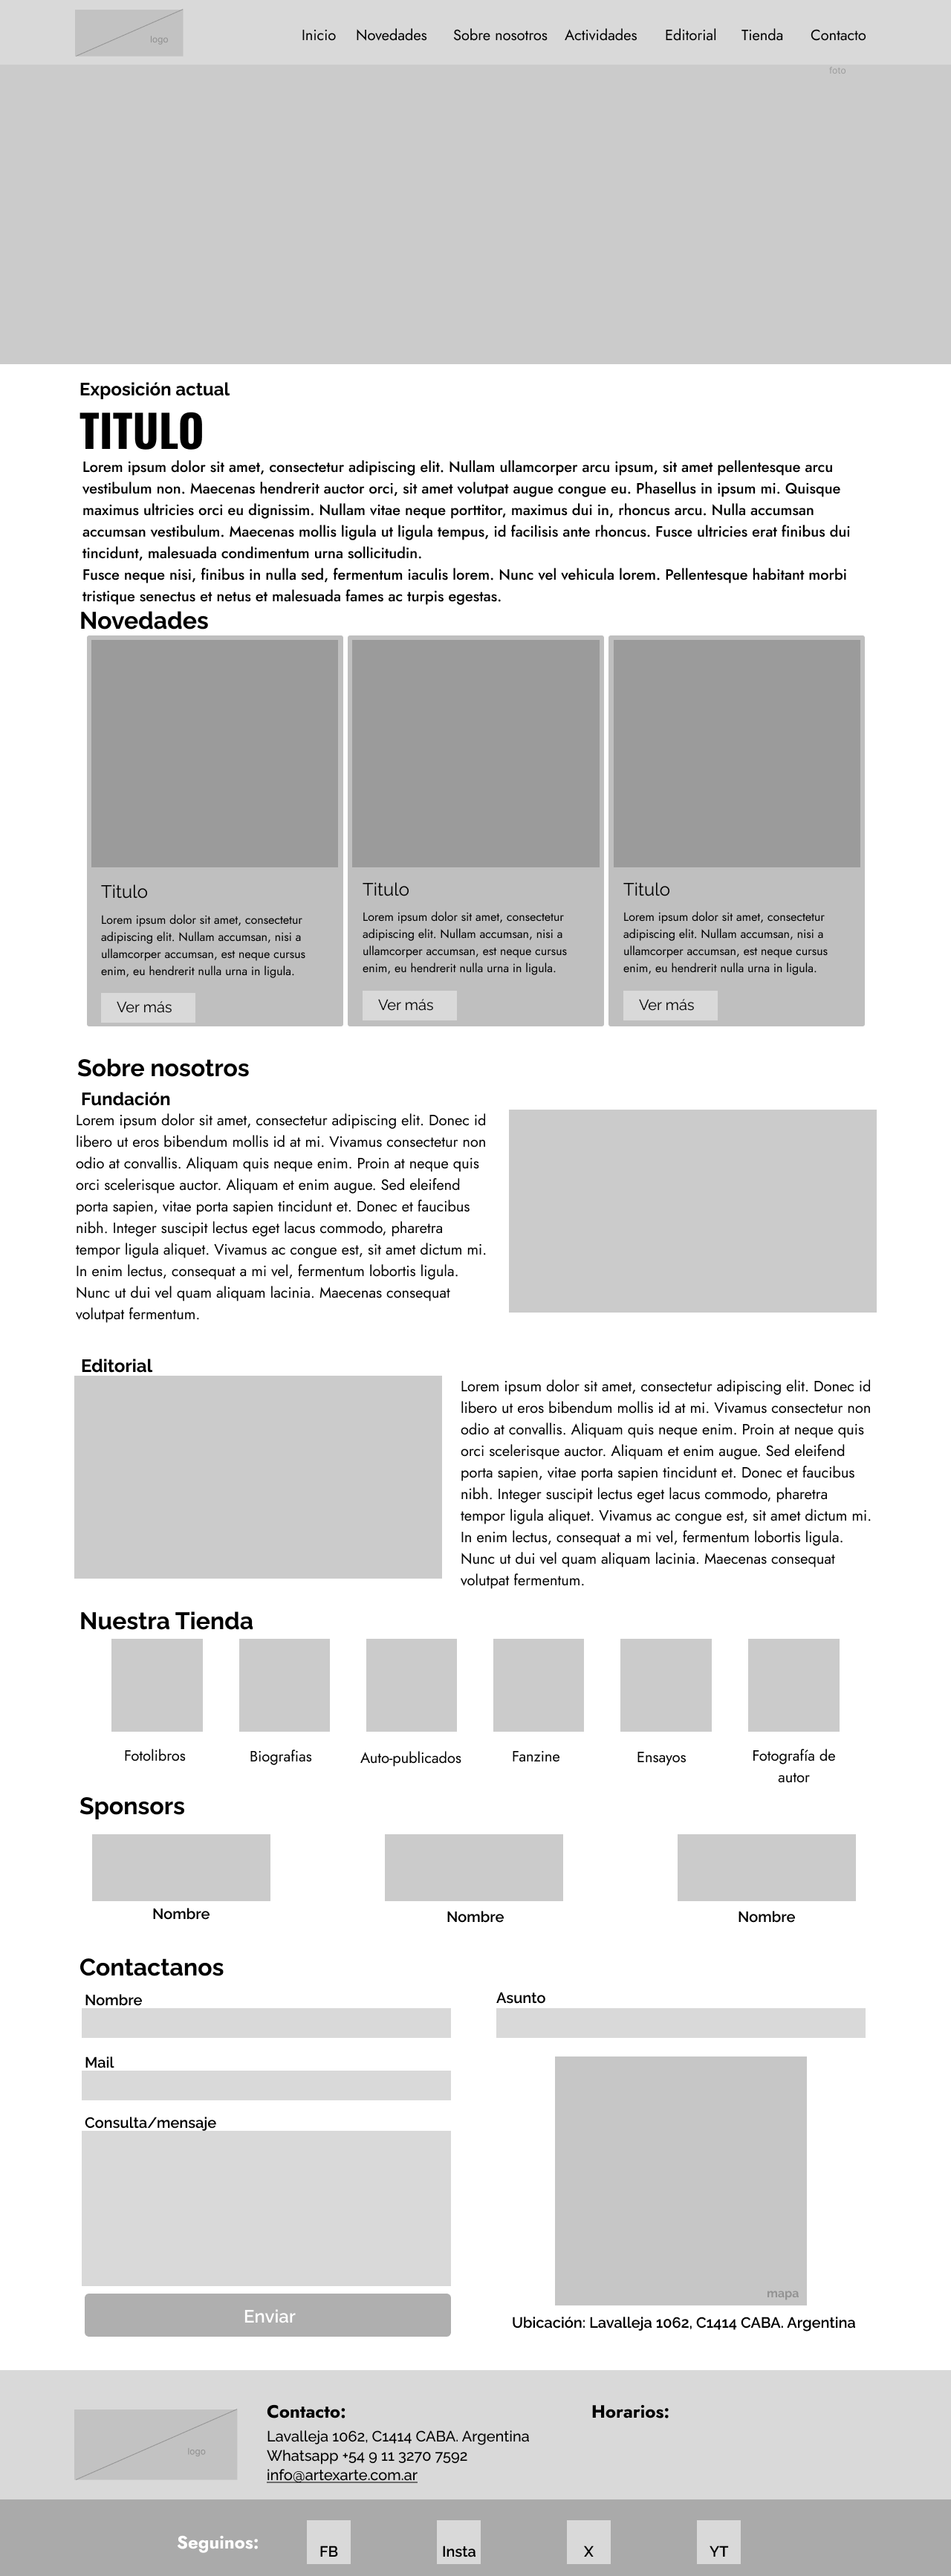 logo
Inicio Novedades Sobre nosotros Actividades Editorial Tienda Contacto
foto
Exposición actual
TITULO
Lorem ipsum dolor sit amet, consectetur adipiscing elit. Nullam ullamcorper arcu ipsum, sit amet pellentesque arcu
vestibulum non. Maecenas hendrerit auctor orci, sit amet volutpat augue congue eu. Phasellus in ipsum mi. Quisque
maximus ultricies orci eu dignissim. Nullam vitae neque porttitor, maximus dui in, rhoncus arcu. Nulla accumsan
accumsan vestibulum. Maecenas mollis ligula ut ligula tempus, id facilisis ante rhoncus. Fusce ultricies erat finibus dui
tincidunt, malesuada condimentum urna sollicitudin.
Fusce neque nisi, finibus in nulla sed, fermentum iaculis lorem. Nunc vel vehicula lorem. Pellentesque habitant morbi
tristique senectus et netus et malesuada fames ac turpis egestas.
Novedades
Titulo
Lorem ipsum dolor sit amet, consectetur
adipiscing elit. Nullam accumsan, nisi a
ullamcorper accumsan, est neque cursus
enim, eu hendrerit nulla urna in ligula.
Ver más
Titulo
Lorem ipsum dolor sit amet, consectetur
adipiscing elit. Nullam accumsan, nisi a
ullamcorper accumsan, est neque cursus
enim, eu hendrerit nulla urna in ligula.
Ver más
Titulo
Lorem ipsum dolor sit amet, consectetur
adipiscing elit. Nullam accumsan, nisi a
ullamcorper accumsan, est neque cursus
enim, eu hendrerit nulla urna in ligula.
Ver más
Sobre nosotros
Fundación
Lorem ipsum dolor sit amet, consectetur adipiscing elit. Donec id
libero ut eros bibendum mollis id at mi. Vivamus consectetur non
odio at convallis. Aliquam quis neque enim. Proin at neque quis
orci scelerisque auctor. Aliquam et enim augue. Sed eleifend
porta sapien, vitae porta sapien tincidunt et. Donec et faucibus
nibh. Integer suscipit lectus eget lacus commodo, pharetra
tempor ligula aliquet. Vivamus ac congue est, sit amet dictum mi.
In enim lectus, consequat a mi vel, fermentum lobortis ligula.
Nunc ut dui vel quam aliquam lacinia. Maecenas consequat
volutpat fermentum.
Editorial
Lorem ipsum dolor sit amet, consectetur adipiscing elit. Donec id
libero ut eros bibendum mollis id at mi. Vivamus consectetur non
odio at convallis. Aliquam quis neque enim. Proin at neque quis
orci scelerisque auctor. Aliquam et enim augue. Sed eleifend
porta sapien, vitae porta sapien tincidunt et. Donec et faucibus
nibh. Integer suscipit lectus eget lacus commodo, pharetra
tempor ligula aliquet. Vivamus ac congue est, sit amet dictum mi.
In enim lectus, consequat a mi vel, fermentum lobortis ligula.
Nunc ut dui vel quam aliquam lacinia. Maecenas consequat
volutpat fermentum.
Nuestra Tienda
Fotolibros
Biografias
Auto-publicados
Fanzine
Ensayos
Fotografía de
autor
Sponsors
Nombre
Nombre
Nombre
Contactanos
Nombre
Asunto
Mail
Consulta/mensaje
Enviar
mapa
Ubicación: Lavalleja 1062, C1414 CABA. Argentina
logo
Contacto:
Lavalleja 1062, C1414 CABA. Argentina
Whatsapp +54 9 11 3270 7592
info@artexarte.com.ar
Horarios:
Seguinos:
FB
Insta
X
YT